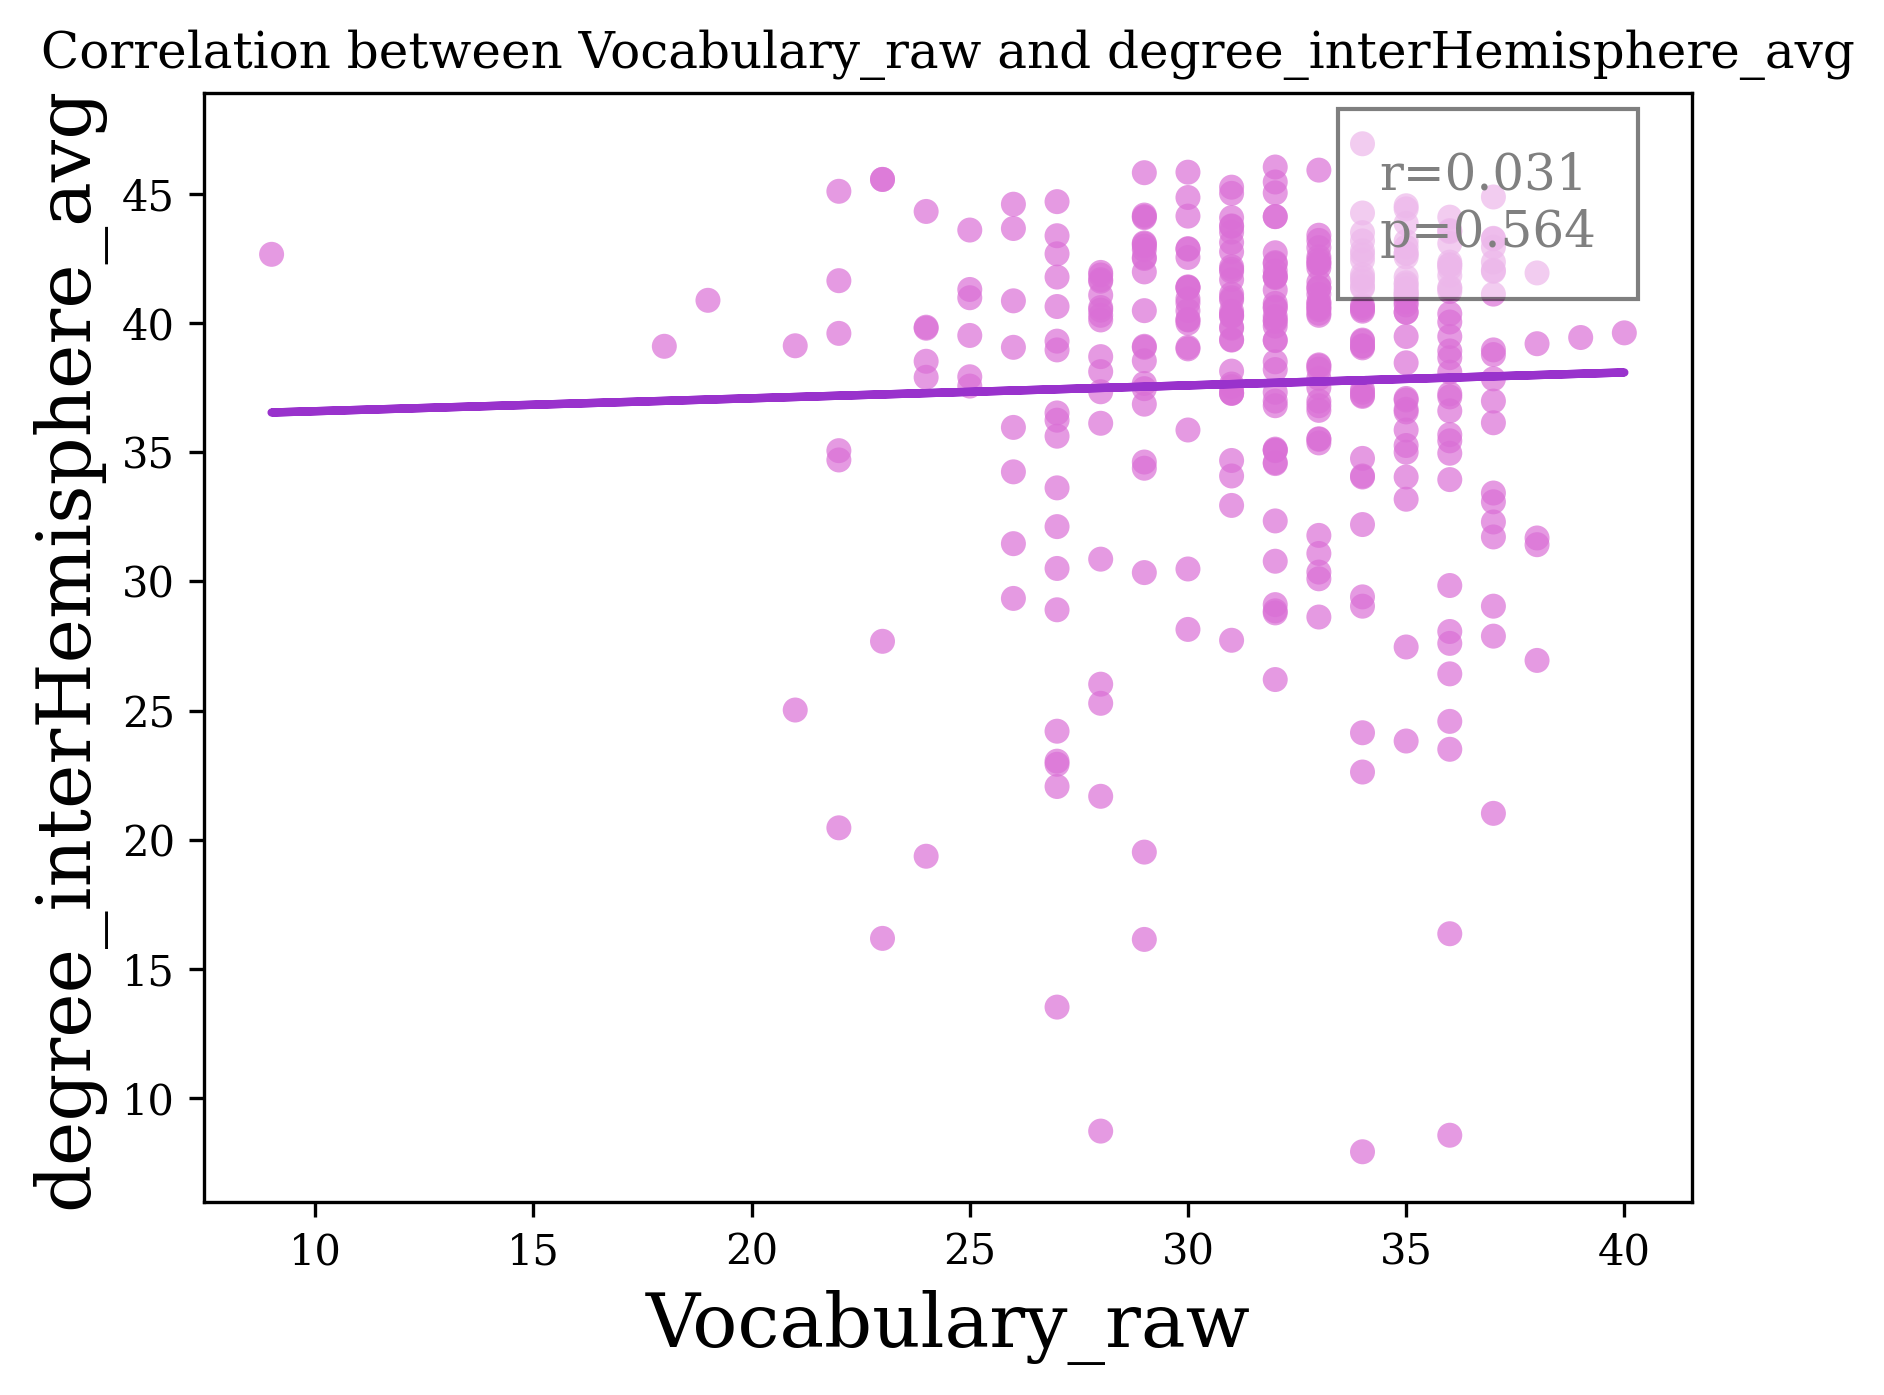 Correlation between Vocabulary_raw and degree_interHemisphere_avg
r=0.031
p=0.564
degree_interHemisphere_avg
45
40
35
30
25
20
15
10
10 15 20 25 30 35 40
Vocabulary_raw